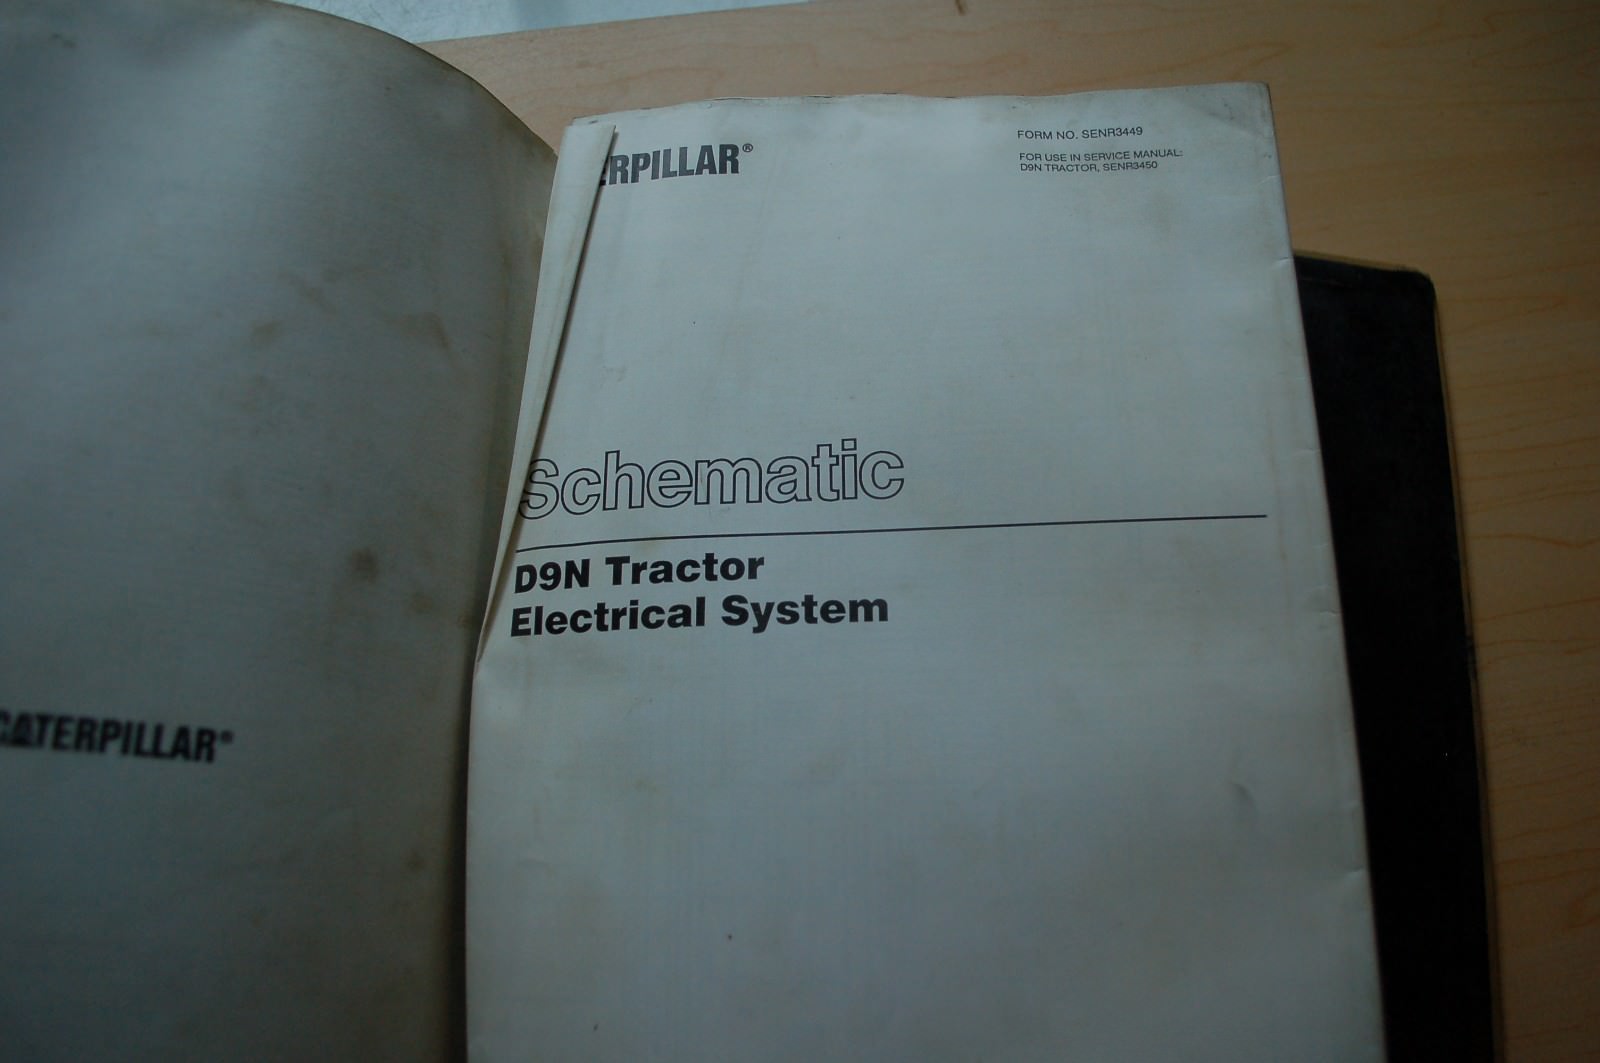 CATERPILLAR®
ERPILLAR®
FORM NO. SENR3449
FOR USE IN SERVICE MANUAL:
D9N TRACTOR, SENR3450
Schematic
D9N Tractor
Electrical System